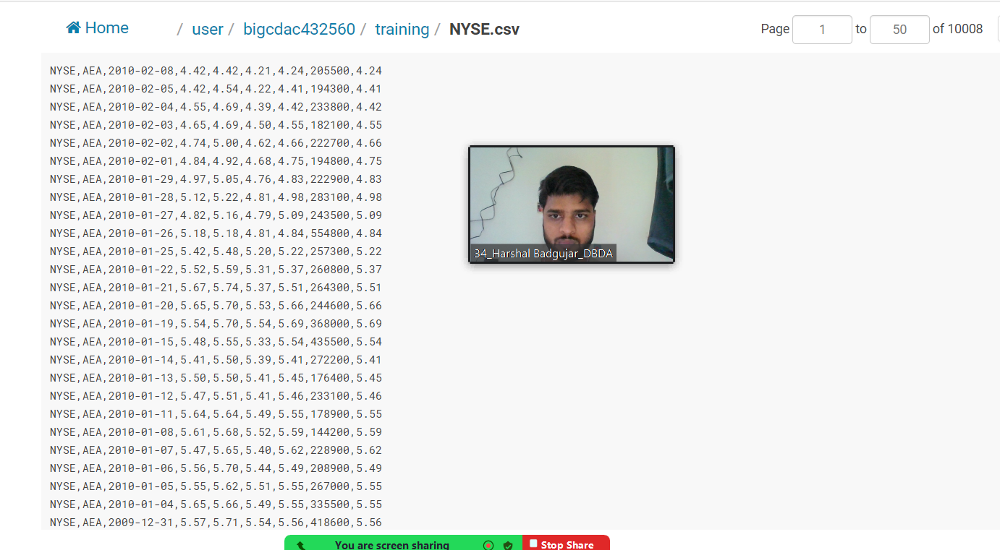 Home / user / bigcdac432560 / training / NYSE.csv Page 1 to 50 of 10008
NYSE,AEA,2010-02-08,4.42,4.42,4.21,4.24,205500,4.24
NYSE,AEA,2010-02-05,4.42,4.54,4.22,4.41,194300,4.41
NYSE,AEA,2010-02-04,4.55,4.69,4.39,4.42,233800,4.42
NYSE,AEA,2010-02-03,4.65,4.69,4.50,4.55,182100,4.55
NYSE,AEA,2010-02-02,4.74,5.00,4.62,4.66,222700,4.66
NYSE,AEA,2010-02-01,4.84,4.92,4.68,4.75,194800,4.75
NYSE,AEA,2010-01-29,4.97,5.05,4.76,4.83,222900,4.83
NYSE,AEA,2010-01-28,5.12,5.22,4.81,4.98,283100,4.98
NYSE,AEA,2010-01-27,4.82,5.16,4.79,5.09,243500,5.09
NYSE,AEA,2010-01-26,5.18,5.18,4.81,4.84,554800,4.84
NYSE,AEA,2010-01-25,5.42,5.48,5.20,5.22,257300,5.22
NYSE,AEA,2010-01-22,5.52,5.59,5.31,5.37,260800,5.37
NYSE,AEA,2010-01-21,5.67,5.74,5.37,5.51,264300,5.51
NYSE,AEA,2010-01-20,5.65,5.70,5.53,5.66,244600,5.66
NYSE,AEA,2010-01-19,5.54,5.70,5.54,5.69,368000,5.69
NYSE,AEA,2010-01-15,5.48,5.55,5.33,5.54,435500,5.54
NYSE,AEA,2010-01-14,5.41,5.50,5.39,5.41,272200,5.41
NYSE,AEA,2010-01-13,5.50,5.50,5.41,5.45,176400,5.45
NYSE,AEA,2010-01-12,5.47,5.51,5.41,5.46,233100,5.46
NYSE,AEA,2010-01-11,5.64,5.64,5.49,5.55,178900,5.55
NYSE,AEA,2010-01-08,5.61,5.68,5.52,5.59,144200,5.59
NYSE,AEA,2010-01-07,5.47,5.65,5.40,5.62,228900,5.62
NYSE,AEA,2010-01-06,5.56,5.70,5.44,5.49,208900,5.49
NYSE,AEA,2010-01-05,5.55,5.62,5.51,5.55,267000,5.55
NYSE,AEA,2010-01-04,5.65,5.66,5.49,5.55,335500,5.55
NYSE,AEA,2009-12-31,5.57,5.71,5.54,5.56,418600,5.56
34_Harshal Badgujar_DBDA
You are screen sharing Stop Share